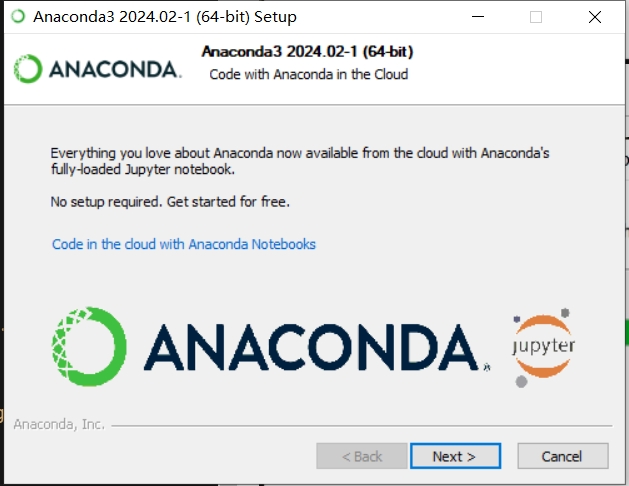 Anaconda3 2024.02-1 (64-bit) Setup
ANACONDA.
Anaconda3 2024.02-1 (64-bit)
Code with Anaconda in the Cloud
Everything you love about Anaconda now available from the cloud with Anaconda's
fully-loaded Jupyter notebook.
No setup required. Get started for free.
Code in the cloud with Anaconda Notebooks
ANACONDA®
jupyter
Anaconda, Inc.
< Back
Next >
Cancel